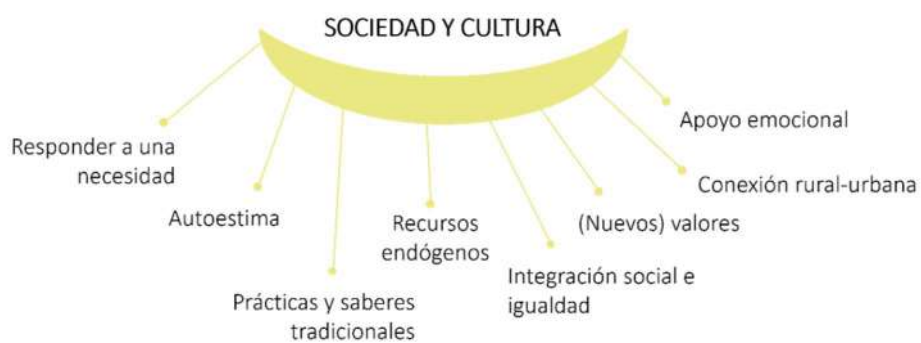 SOCIEDAD Y CULTURA
Responder a una
necesidad
Autoestima
Prácticas y saberes
tradicionales
Recursos
endógenos
Integración social e
igualdad
(Nuevos) valores
Conexión rural-urbana
Apoyo emocional